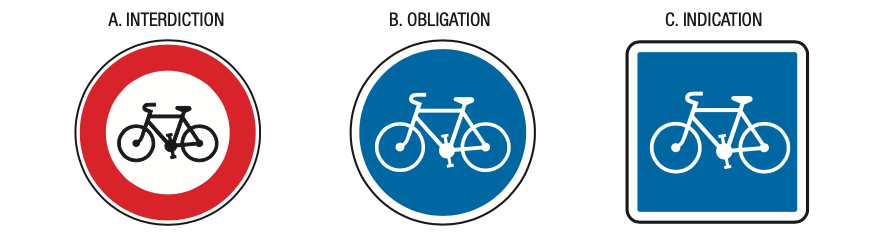 A. INTERDICTION
B. OBLIGATION
C. INDICATION